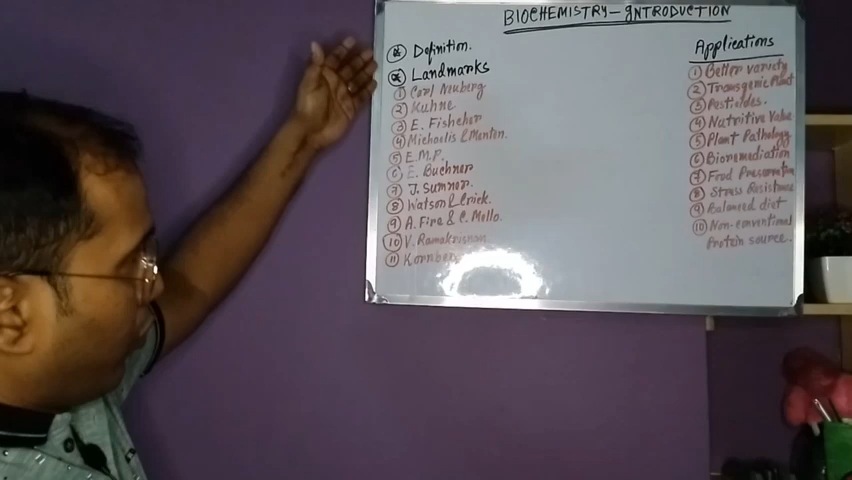 BIOCHEMISTRY - INTRODUCTION
Definition.
Landmarks
① Carl Neuberg
② Kuhne
③ E. Fisheher
④ Michaelis & Menten.
⑤ E.M.P.
⑥ E. Buchner
⑦ J. Sumner.
⑧ Watson & Crick.
⑨ A. Fire & C. Mello.
⑩ V. Ramakrisnan
⑪ Kornberg
Applications
① Better variety
② Transgenic Plant
③ Pesticides.
④ Nutritive Value
⑤ Plant Pathology
⑥ Bioremediation
⑦ Food Preservation
⑧ Stress Resistance
⑨ Balanced diet
⑩ Non-conventional
Protein source.